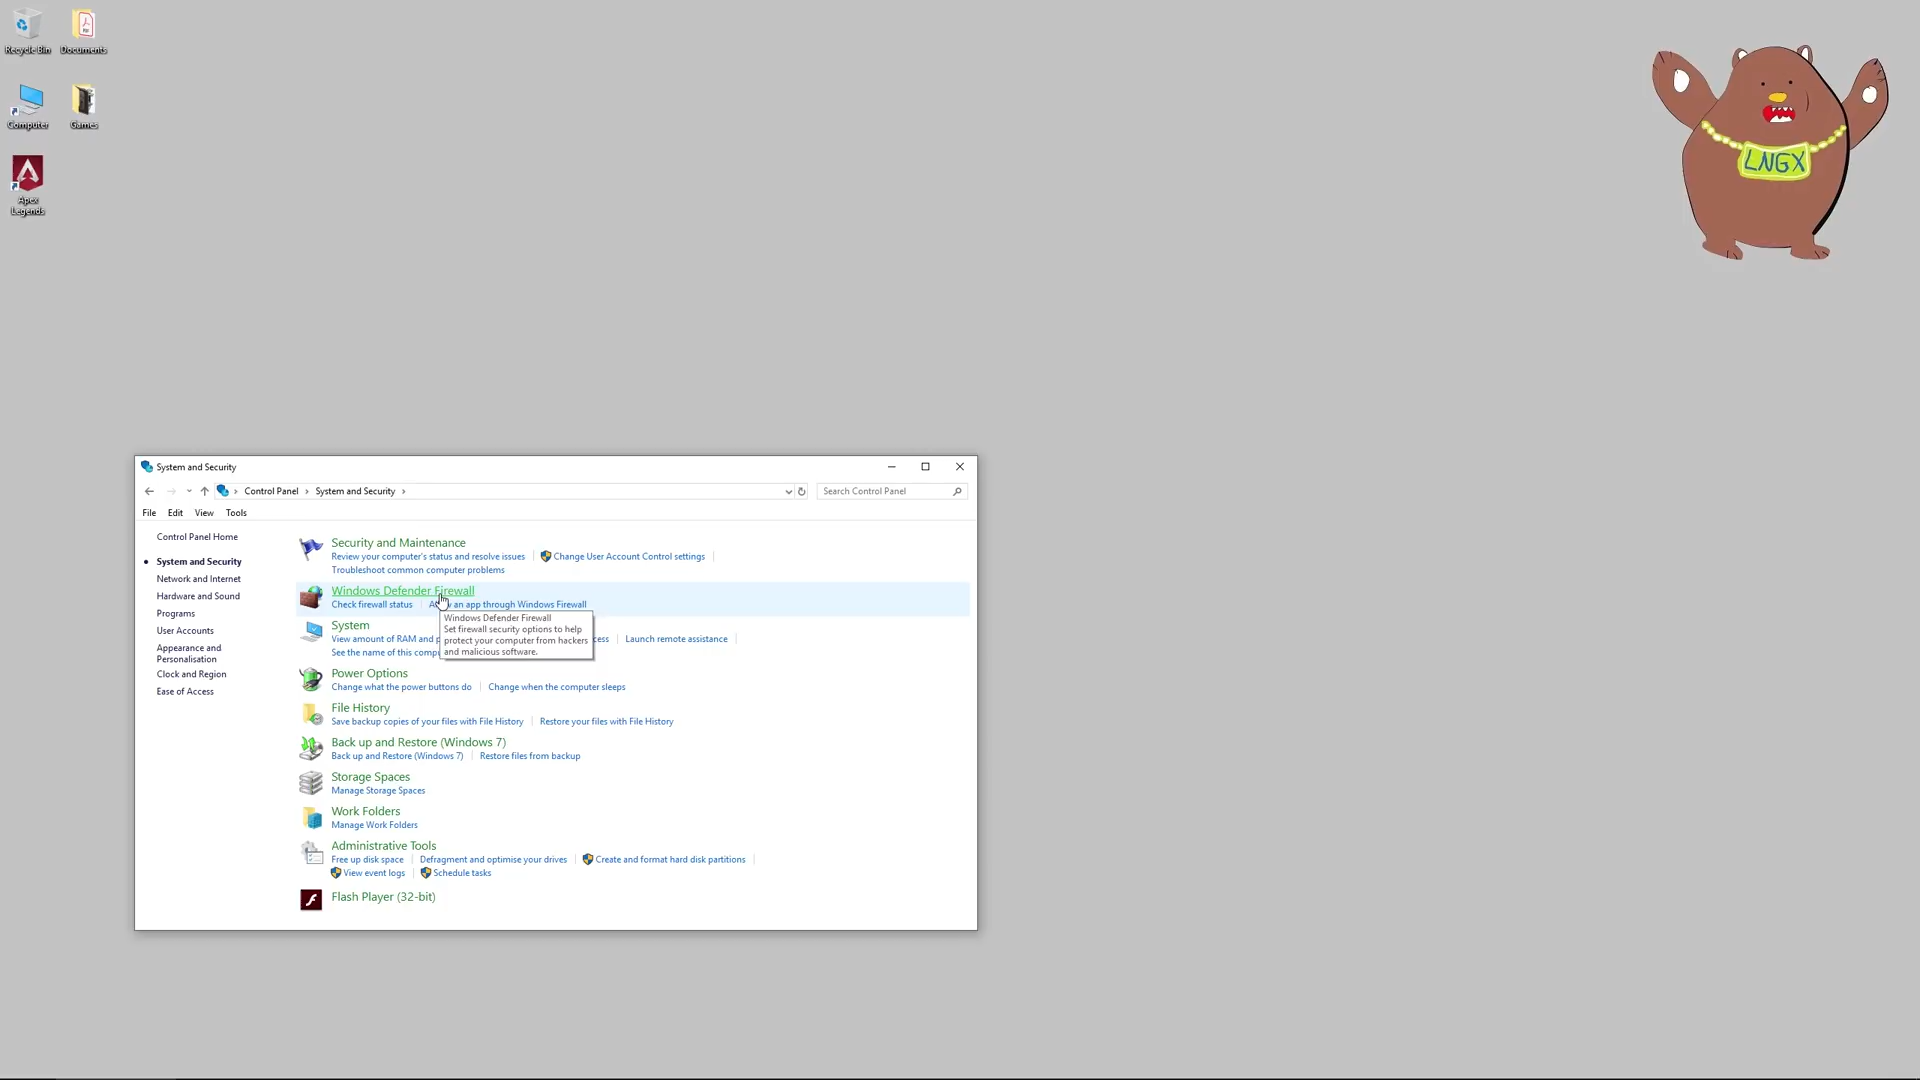 Recycle Bin
Documents
Computer
Games
Apex
Legends
LNGX
System and Security
Control Panel
System and Security
Search Control Panel
File Edit View Tools
Control Panel Home
System and Security
Network and Internet
Hardware and Sound
Programs
User Accounts
Appearance and
Personalisation
Clock and Region
Ease of Access
Security and Maintenance
Review your computer's status and resolve issues Change User Account Control settings
Troubleshoot common computer problems
Windows Defender Firewall
Check firewall status an app through Windows Firewall
Windows Defender Firewall
Set firewall security options to help
protect your computer from hackers
and malicious software.
System
View amount of RAM and Launch remote assistance
See the name of this
Power Options
Change what the power buttons do Change when the computer sleeps
File History
Save backup copies of your files with File History Restore your files with File History
Back up and Restore (Windows 7)
Back up and Restore (Windows 7) Restore files from backup
Storage Spaces
Manage Storage Spaces
Work Folders
Manage Work Folders
Administrative Tools
Free up disk space Defragment and optimise your drives Create and format hard disk partitions
View event logs Schedule tasks
Flash Player (32-bit)